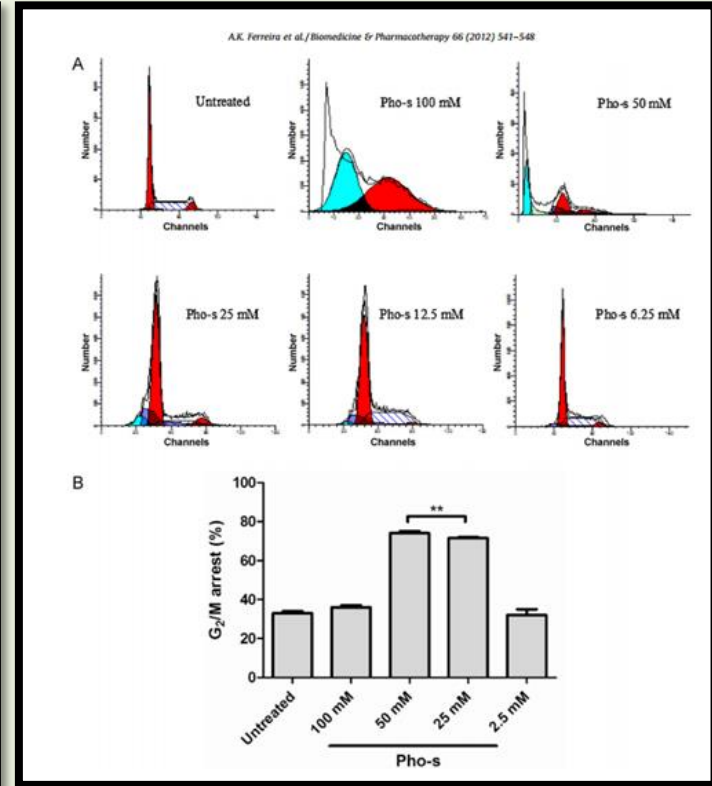 A.K. Ferreira et al./Biomedicine & Pharmacotherapy 66 (2012) 541–548
A
Untreated
Number
Channels
Pho-s 100 mM
Number
Channels
Pho-s 50 mM
Number
Channels
Pho-s 25 mM
Number
Channels
Pho-s 12.5 mM
Number
Channels
Pho-s 6.25 mM
Number
Channels
B
G2/M arrest (%)
100
80
60
40
20
0
**
Untreated
100 mM
50 mM
25 mM
2.5 mM
Pho-s